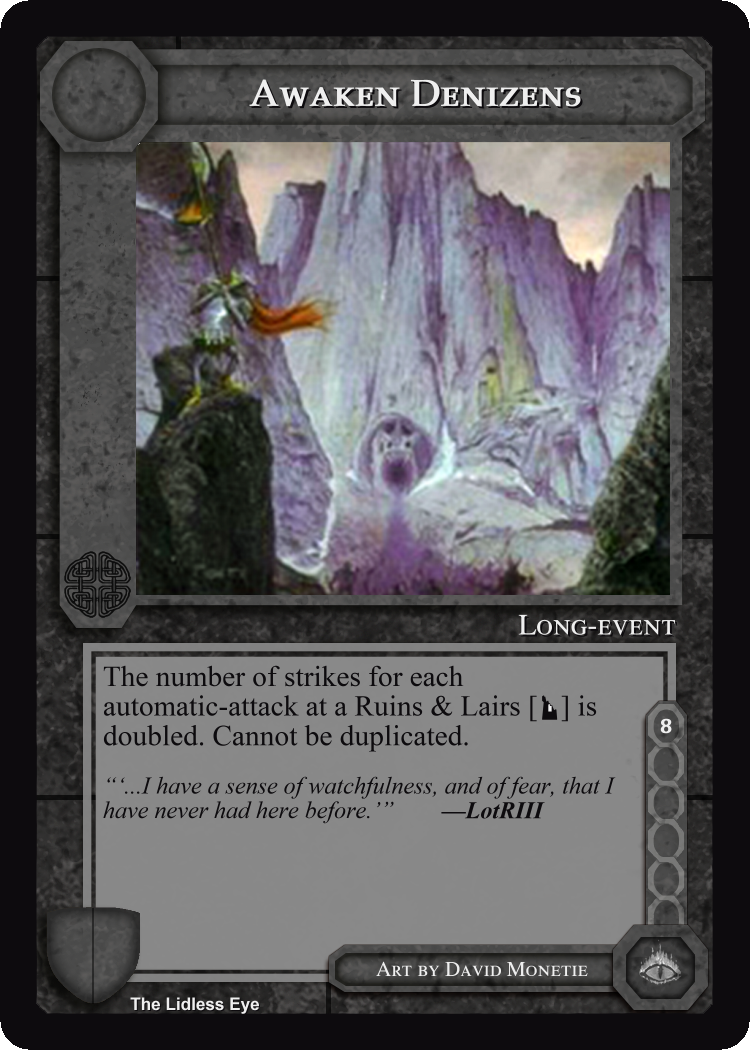 Awaken Denizens
Long-event
The number of strikes for each
automatic-attack at a Ruins & Lairs [ ] is
doubled. Cannot be duplicated.
“‘...I have a sense of watchfulness, and of fear, that I
have never had here before.’” —LotRIII
8
Art by David Monetie
The Lidless Eye